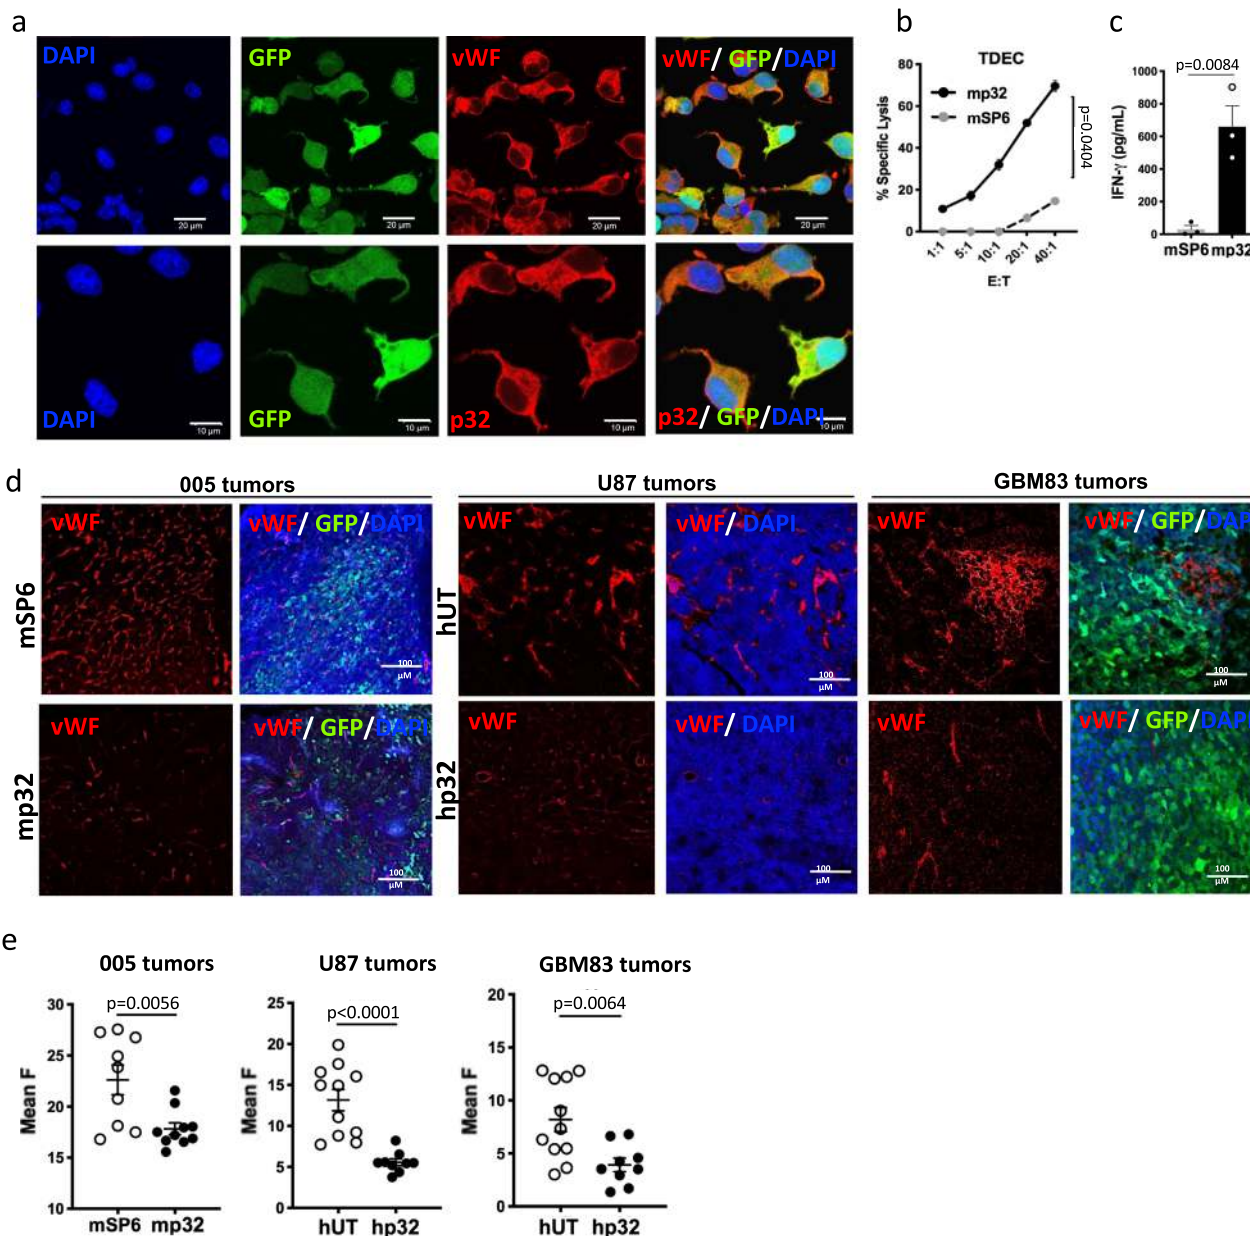 a
DAPI
GFP
vWF
vWF/ GFP/DAPI
20 µm
20 µm
20 µm
20 µm
DAPI
GFP
p32
p32/ GFP/DAPI
10 µm
10 µm
10 µm
10 µm
b
TDEC
% Specific Lysis
80
60
40
20
0
mp32
mSP6
p=0.0404
1:1
5:1
10:1
20:1
40:1
E:T
c
p=0.0084
IFN-γ (pg/mL)
1000
800
600
400
200
0
mSP6
mp32
d
005 tumors
U87 tumors
GBM83 tumors
mSP6
vWF
vWF/ GFP/DAPI
100
µM
hUT
vWF
vWF/ DAPI
100
µM
vWF
vWF/ GFP/DAP
100
µM
mp32
vWF
vWF/ GFP/DAPI
100
µM
hp32
vWF
vWF/ DAPI
100
µM
vWF
vWF/ GFP/DAP
100
µM
e
005 tumors
p=0.0056
Mean F
30
25
20
15
10
mSP6
mp32
U87 tumors
p<0.0001
Mean F
25
20
15
10
5
0
hUT
hp32
GBM83 tumors
p=0.0064
Mean F
20
15
10
5
0
hUT
hp32